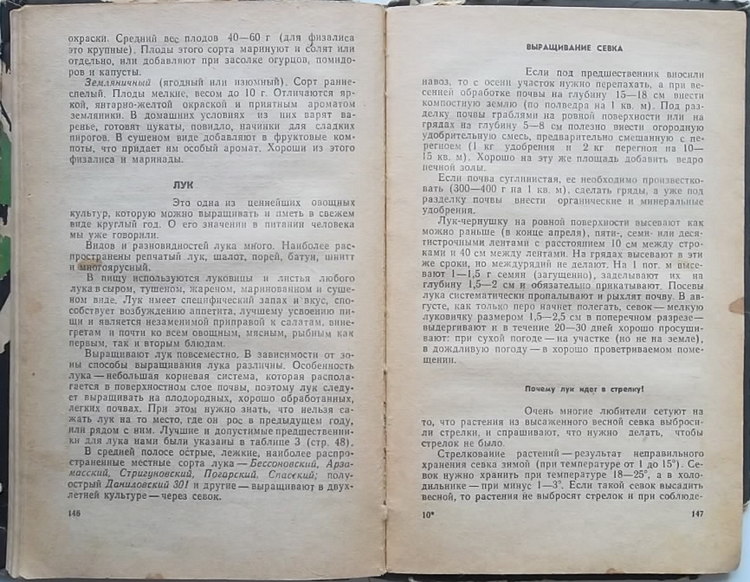 окраски. Средний вес плодов 40—60 г (для физалиса
это крупные). Плоды этого сорта маринуют и солят или
отдельно, или добавляют при засолке огурцов, помидо-
ров и капусты.
Земляничный (ягодный или изюмный). Сорт ранне-
спелый. Плоды мелкие, весом до 10 г. Отличаются яр-
кой, янтарно-желтой окраской и приятным ароматом
земляники. В домашних условиях из них варят ва-
ренье, готовят цукаты, повидло, начинки для сладких
пирогов. В сушеном виде добавляют в фруктовые ком-
поты, что придает им особый аромат. Хороши из этого
физалиса и маринады.
ЛУК
Это одна из ценнейших овощных
культур, которую можно выращивать и иметь в свежем
виде круглый год. О его значении в питании человека
мы уже говорили.
Видов и разновидностей лука много. Наиболее рас-
пространены репчатый лук, шалот, порей, батун, шнитт
и многоярусный.
В пищу используются луковицы и листья любого
лука в сыром, тушеном, жареном, маринованном и суше-
ном виде. Лук имеет специфический запах и вкус, спо-
собствует возбуждению аппетита, лучшему усвоению пи-
щи и является незаменимой приправой к салатам, вине-
гретам и почти ко всем овощным, мясным, рыбным как
первым, так и вторым блюдам.
Выращивают лук повсеместно. В зависимости от зо-
ны способы выращивания лука различны. Особенность
лука — небольшая корневая система, которая распола-
гается в поверхностном слое почвы, поэтому лук следу-
ет выращивать на плодородных, хорошо обработанных,
легких почвах. При этом нужно знать, что нельзя са-
жать лук на то место, где он рос в предыдущем году,
или рядом с ним. Лучшие и допустимые предшественни-
ки для лука нами были указаны в таблице 3 (стр. 48).
В средней полосе острые, лежкие, наиболее распро-
страненные местные сорта лука — Бессоновский, Арза-
масский, Стригуновский, Погарский, Спасский; полу-
острый Даниловский 301 и другие — выращивают в двух-
летней культуре — через севок.
146
ВЫРАЩИВАНИЕ СЕВКА
Если под предшественник вносили
навоз, то с осени участок нужно перепахать, а при ве-
сенней обработке почвы на глубину 15—18 см внести
компостную землю (по полведра на 1 кв. м). Под раз-
делку почвы граблями на ровной поверхности или на
грядах на глубину 5—8 см полезно внести огородную
удобрительную смесь, предварительно смешанную с пе-
регноем (1 кг удобрения и 2 кг перегноя на 10—
15 кв. м). Хорошо на эту же площадь добавить ведро
печной золы.
Если почва суглинистая, ее необходимо произвестко-
вать (300—400 г на 1 кв. м), сделать гряды, а уже под
разделку почвы внести органические и минеральные
удобрения.
Лук-чернушку на ровной поверхности высевают как
можно раньше (в конце апреля), пяти-, семи- или деся-
тистрочными лентами с расстоянием 10 см между стро-
ками и 40 см между лентами. На грядах высевают в эти
же сроки, но междурядий не делают. На 1 пог. м высе-
вают 1—1,5 г семян (загущенно), заделывают их на
глубину 1,5—2 см и обязательно прикатывают. Посевы
лука систематически пропалывают и рыхлят почву. В ав-
густе, как только перо начнет полегать, севок — мелкую
луковичку размером 1,5—2,5 см в поперечном разрезе —
выдергивают и в течение 20—30 дней хорошо просуши-
вают: при сухой погоде — на участке (но не на земле),
в дождливую погоду — в хорошо проветриваемом поме-
щении.
Почему лук идет в стрелку!
Очень многие любители сетуют на
то, что растения из высаженного весной севка выброси-
ли стрелки, и спрашивают, что нужно делать, чтобы
стрелок не было.
Стрелкование растений — результат неправильного
хранения севка зимой (при температуре от 1 до 15°). Се-
вок нужно хранить при температуре 18—25°, а в холо-
дильнике — при минус 1—3°. Если такой севок высадить
весной, то растения не выбросят стрелок и при соблюде-
10*
147